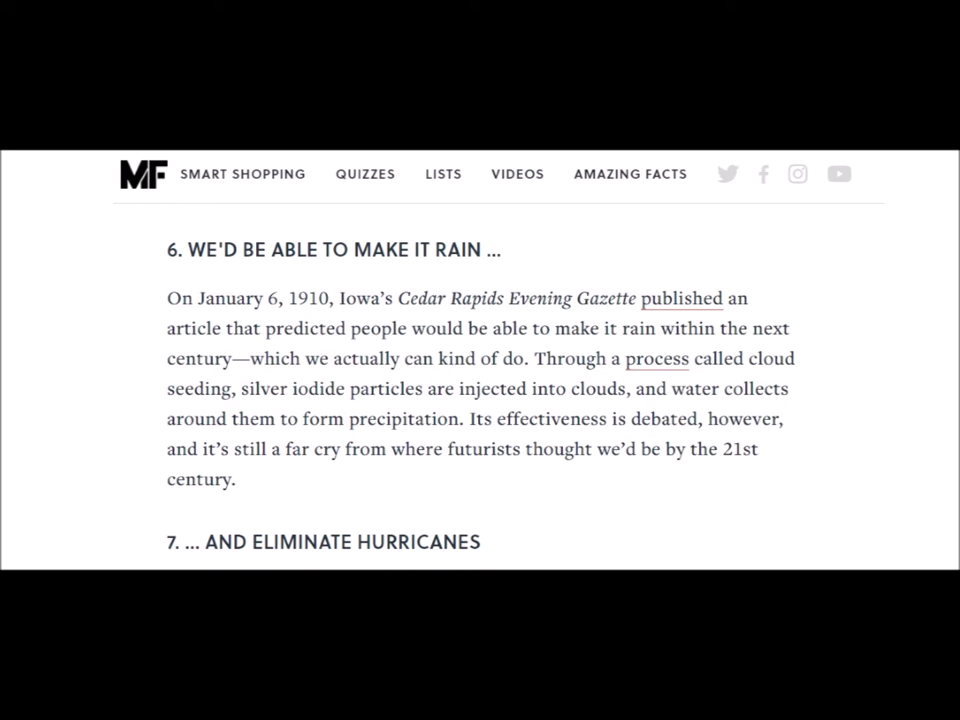 MF SMART SHOPPING QUIZZES LISTS VIDEOS AMAZING FACTS
6. WE'D BE ABLE TO MAKE IT RAIN ...
On January 6, 1910, Iowa’s Cedar Rapids Evening Gazette published an
article that predicted people would be able to make it rain within the next
century—which we actually can kind of do. Through a process called cloud
seeding, silver iodide particles are injected into clouds, and water collects
around them to form precipitation. Its effectiveness is debated, however,
and it’s still a far cry from where futurists thought we’d be by the 21st
century.
7. ... AND ELIMINATE HURRICANES